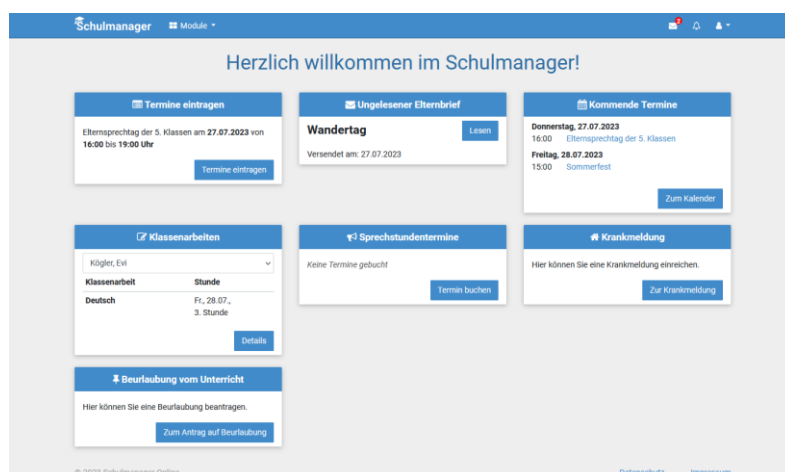 Schulmanager
Module
2
Herzlich willkommen im Schulmanager!
Termine eintragen
Elternsprechtag der 5. Klassen am 27.07.2023 von
16:00 bis 19:00 Uhr
Termine eintragen
Ungelesener Elternbrief
Wandertag
Lesen
Versendet am: 27.07.2023
Kommende Termine
Donnerstag, 27.07.2023
16:00 Elternsprechtag der 5. Klassen
Freitag, 28.07.2023
15:00 Sommerfest
Zum Kalender
Klassenarbeiten
Kögler, Evi
Klassenarbeit Stunde
Deutsch Fr., 28.07.,
3. Stunde
Details
Sprechstundentermine
Keine Termine gebucht
Termin buchen
Krankmeldung
Hier können Sie eine Krankmeldung einreichen.
Zur Krankmeldung
Beurlaubung vom Unterricht
Hier können Sie eine Beurlaubung beantragen.
Zum Antrag auf Beurlaubung
© 2023 Schulmanager Online
Datenschutz Impressum